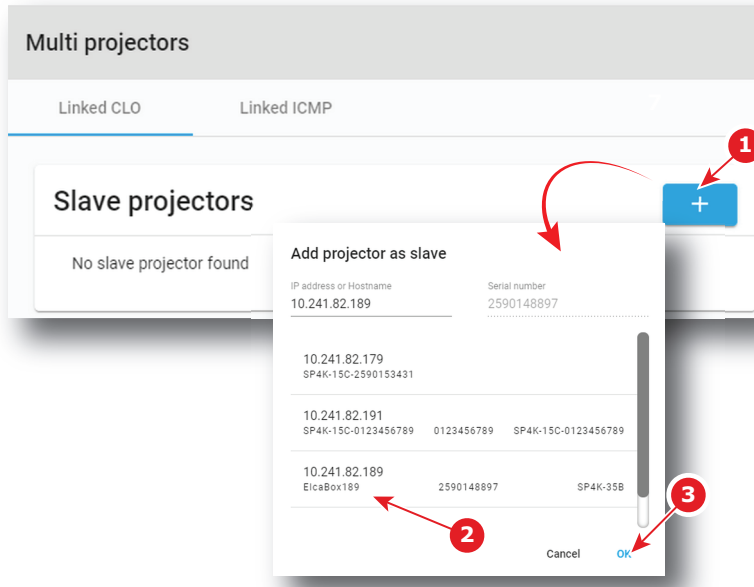 Multi projectors
Linked CLO Linked ICMP
1
Slave projectors +
No slave projector found
Add projector as slave
IP address or Hostname Serial number
10.241.82.189 2590148897
10.241.82.179
SP4K-15C-2590153431
10.241.82.191
SP4K-15C-0123456789 0123456789 SP4K-15C-0123456789
10.241.82.189
ElcaBox189 2590148897 SP4K-35B
2
3
Cancel OK